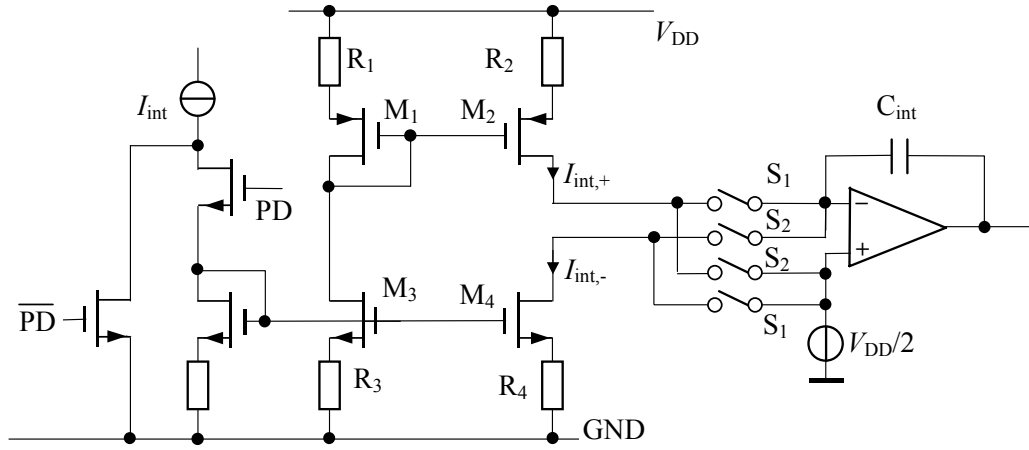 V_DD
R_1
R_2
I_int
M_1
M_2
C_int
I_int,+
S_1
PD
S_2
I_int,-
S_2
M_3
M_4
S_1
P̅D̅
V_DD/2
R_3
R_4
GND
−
+